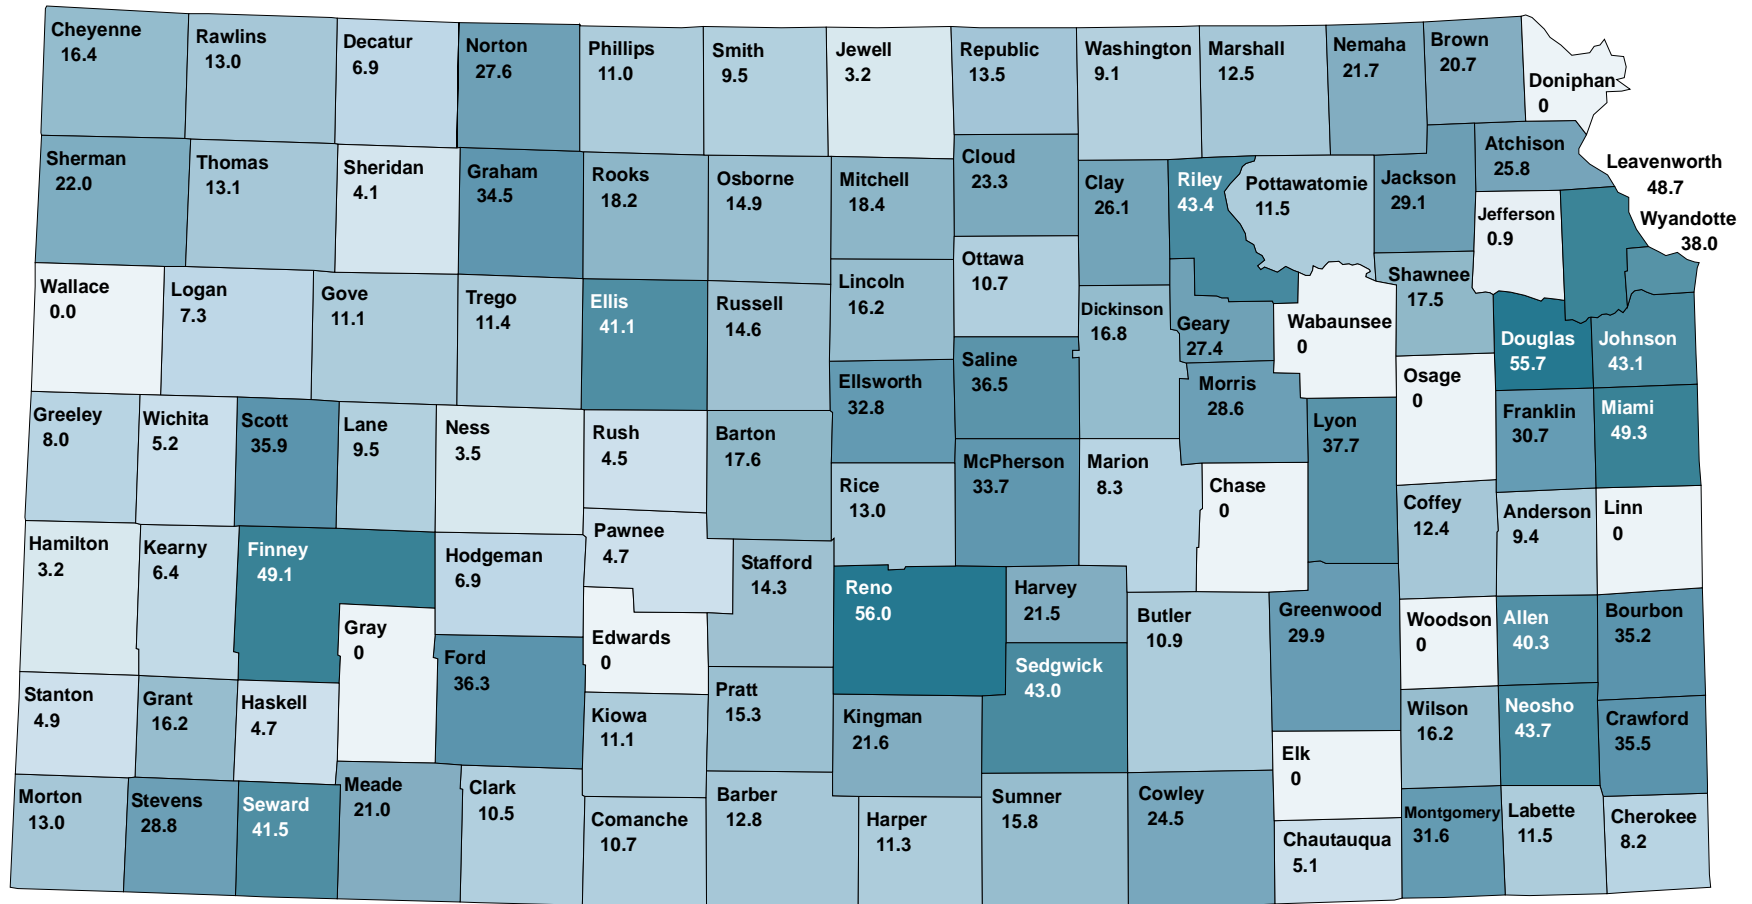 Cheyenne
16.4
Rawlins
13.0
Decatur
6.9
Norton
27.6
Phillips
11.0
Smith
9.5
Jewell
3.2
Republic
13.5
Washington
9.1
Marshall
12.5
Nemaha
21.7
Brown
20.7
Doniphan
0
Sherman
22.0
Thomas
13.1
Sheridan
4.1
Graham
34.5
Rooks
18.2
Osborne
14.9
Mitchell
18.4
Cloud
23.3
Clay
26.1
Riley
43.4
Pottawatomie
11.5
Jackson
29.1
Atchison
25.8
Leavenworth
48.7
Jefferson
0.9
Wyandotte
38.0
Wallace
0.0
Logan
7.3
Gove
11.1
Trego
11.4
Ellis
41.1
Russell
14.6
Lincoln
16.2
Ottawa
10.7
Dickinson
16.8
Geary
27.4
Wabaunsee
0
Shawnee
17.5
Douglas
55.7
Johnson
43.1
Greeley
8.0
Wichita
5.2
Scott
35.9
Lane
9.5
Ness
3.5
Rush
4.5
Barton
17.6
Ellsworth
32.8
Saline
36.5
Morris
28.6
Lyon
37.7
Osage
0
Franklin
30.7
Miami
49.3
Rice
13.0
McPherson
33.7
Marion
8.3
Chase
0
Coffey
12.4
Anderson
9.4
Linn
0
Hamilton
3.2
Kearny
6.4
Finney
49.1
Hodgeman
6.9
Pawnee
4.7
Stafford
14.3
Reno
56.0
Harvey
21.5
Butler
10.9
Greenwood
29.9
Woodson
0
Allen
40.3
Bourbon
35.2
Gray
0
Ford
36.3
Edwards
0
Sedgwick
43.0
Stanton
4.9
Grant
16.2
Haskell
4.7
Kiowa
11.1
Pratt
15.3
Kingman
21.6
Elk
0
Wilson
16.2
Neosho
43.7
Crawford
35.5
Morton
13.0
Stevens
28.8
Seward
41.5
Meade
21.0
Clark
10.5
Comanche
10.7
Barber
12.8
Harper
11.3
Sumner
15.8
Cowley
24.5
Chautauqua
5.1
Montgomery
31.6
Labette
11.5
Cherokee
8.2